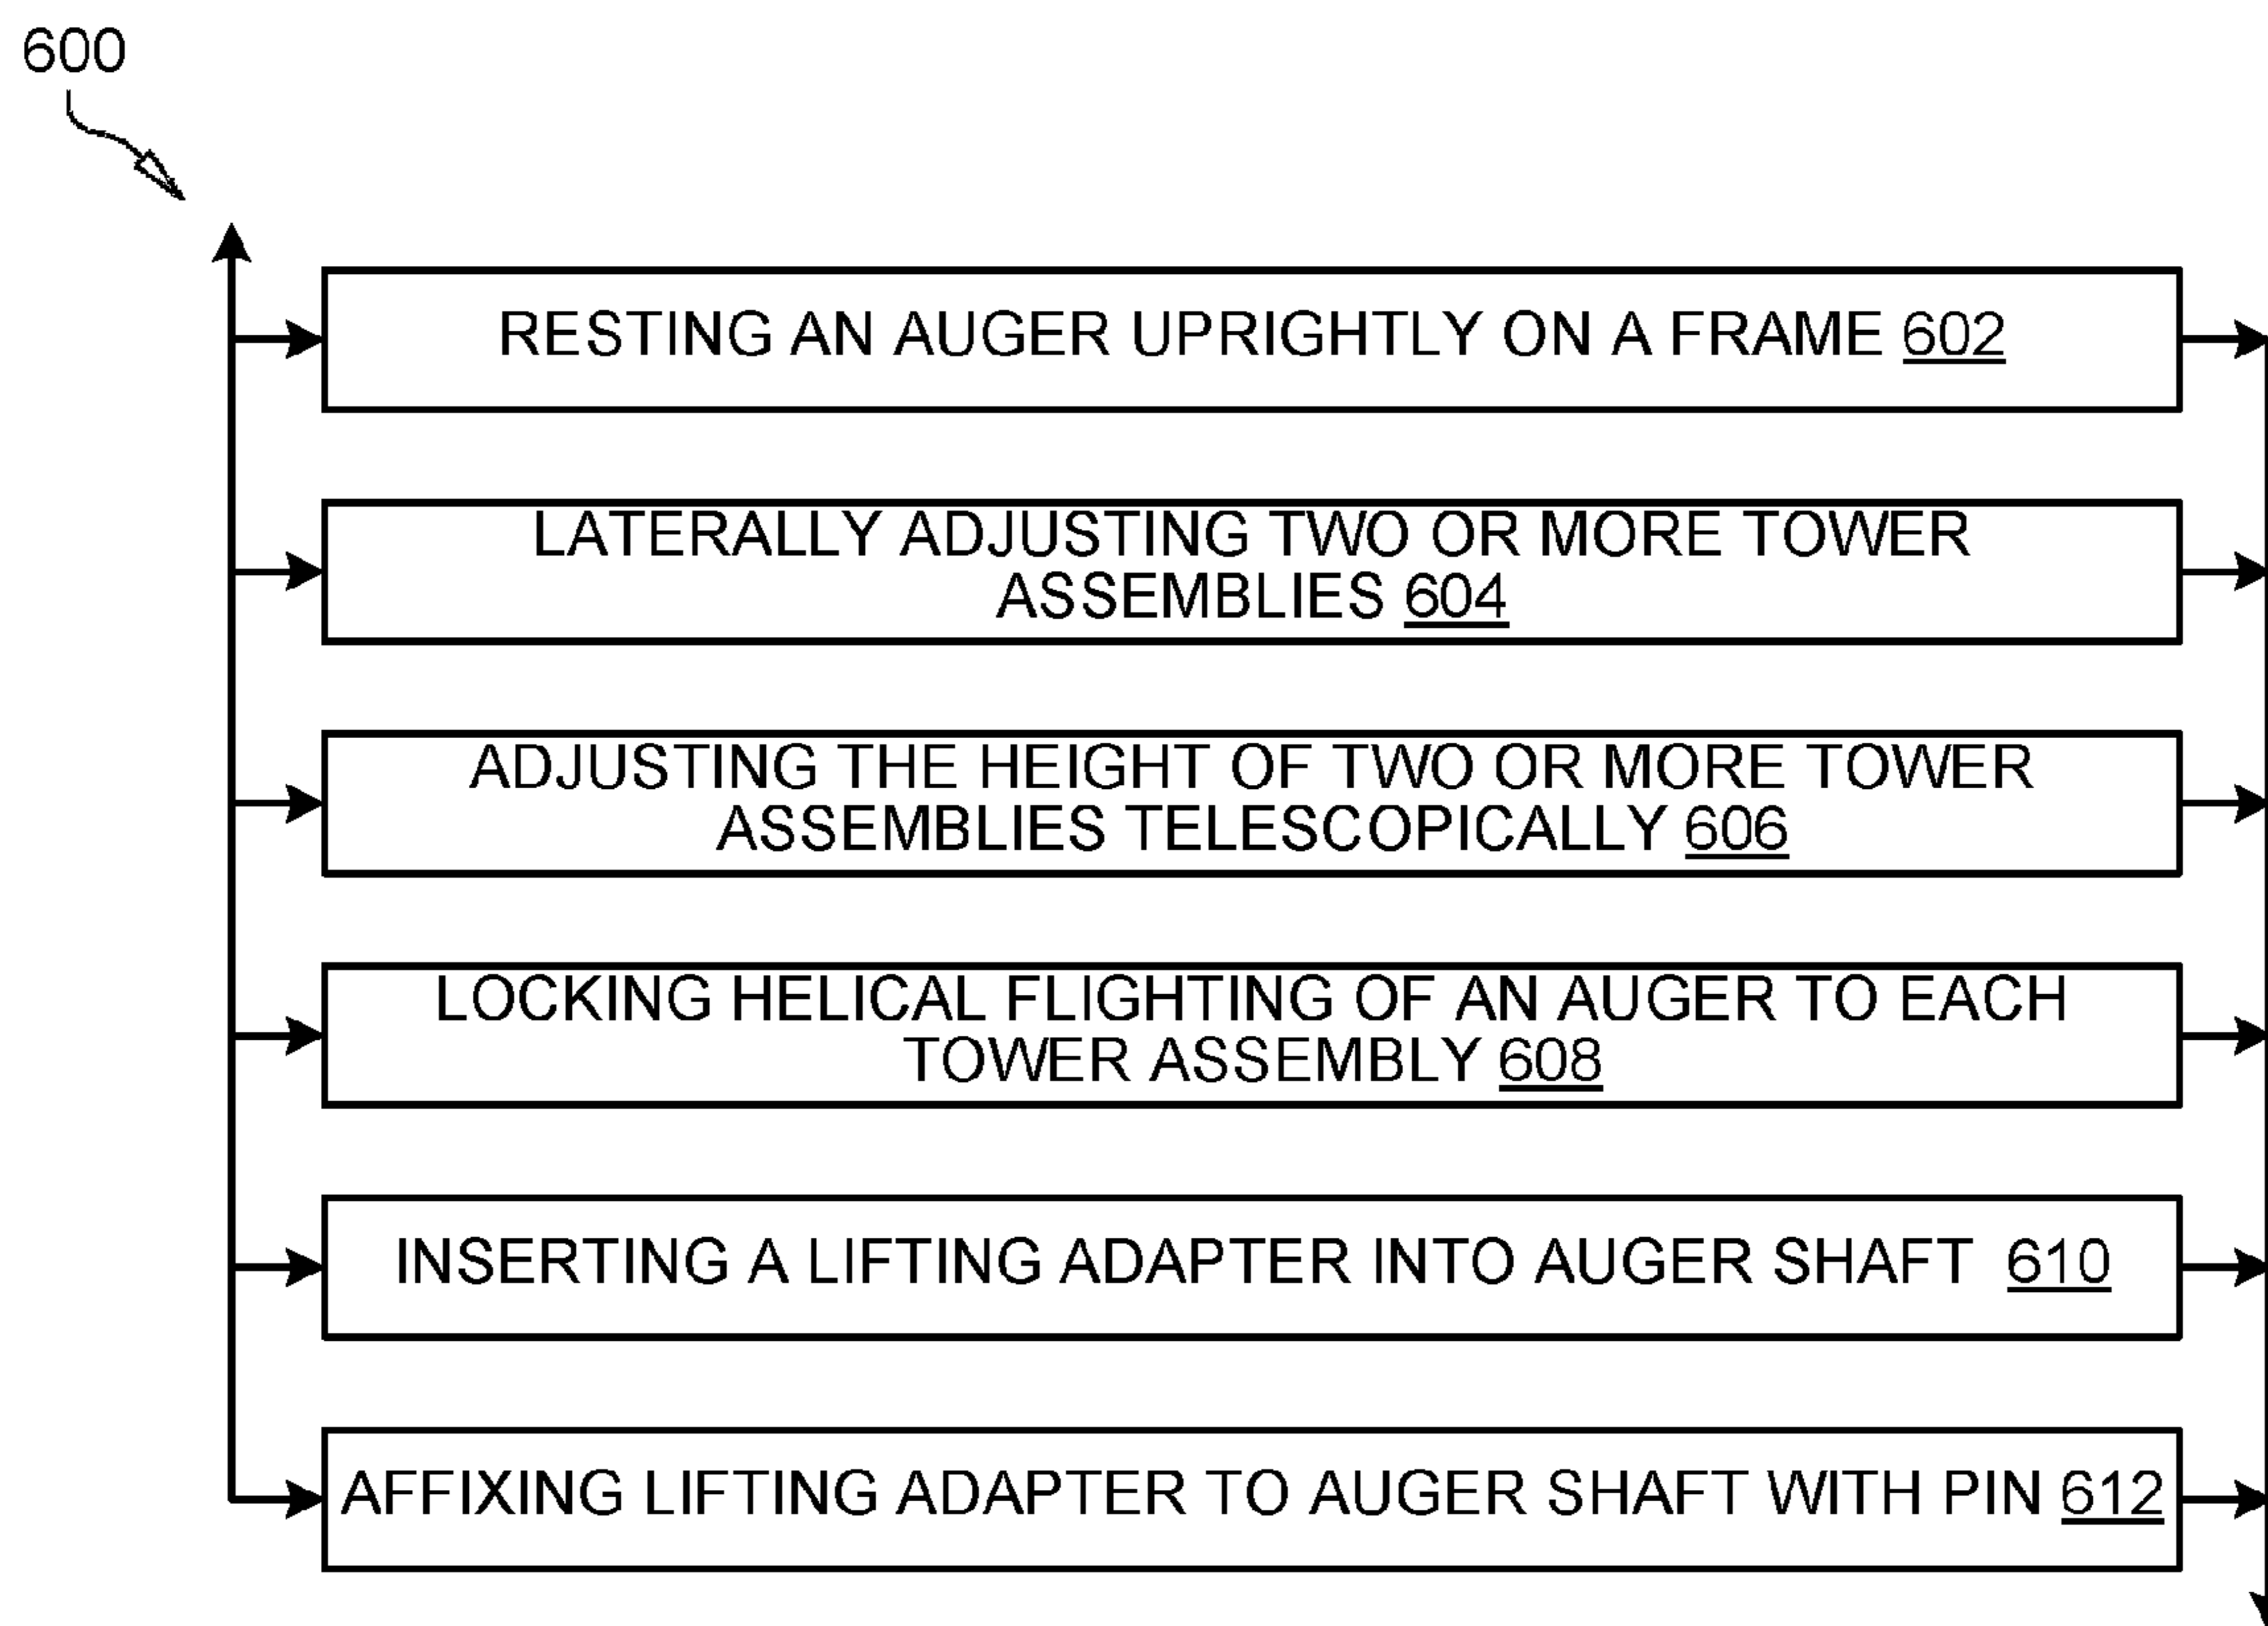 600
RESTING AN AUGER UPRIGHTLY ON A FRAME 602
LATERALLY ADJUSTING TWO OR MORE TOWER
ASSEMBLIES 604
ADJUSTING THE HEIGHT OF TWO OR MORE TOWER
ASSEMBLIES TELESCOPICALLY 606
LOCKING HELICAL FLIGHTING OF AN AUGER TO EACH
TOWER ASSEMBLY 608
INSERTING A LIFTING ADAPTER INTO AUGER SHAFT 610
AFFIXING LIFTING ADAPTER TO AUGER SHAFT WITH PIN 612